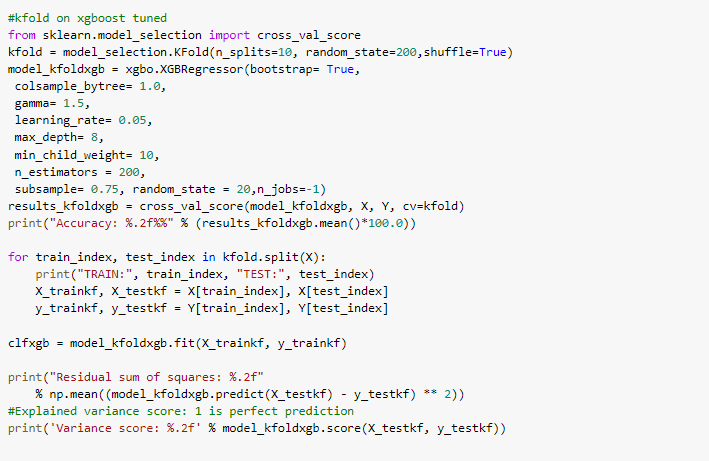 #kfold on xgboost tuned
from sklearn.model_selection import cross_val_score
kfold = model_selection.KFold(n_splits=10, random_state=200,shuffle=True)
model_kfoldxgb = xgbo.XGBRegressor(bootstrap= True,
 colsample_bytree= 1.0,
 gamma= 1.5,
 learning_rate= 0.05,
 max_depth= 8,
 min_child_weight= 10,
 n_estimators = 200,
 subsample= 0.75, random_state = 20,n_jobs=-1)
results_kfoldxgb = cross_val_score(model_kfoldxgb, X, Y, cv=kfold)
print("Accuracy: %.2f%%" % (results_kfoldxgb.mean()*100.0))
for train_index, test_index in kfold.split(X):
    print("TRAIN:", train_index, "TEST:", test_index)
    X_trainkf, X_testkf = X[train_index], X[test_index]
    y_trainkf, y_testkf = Y[train_index], Y[test_index]
clfxgb = model_kfoldxgb.fit(X_trainkf, y_trainkf)
print("Residual sum of squares: %.2f"
    % np.mean((model_kfoldxgb.predict(X_testkf) - y_testkf) ** 2))
#Explained variance score: 1 is perfect prediction
print('Variance score: %.2f' % model_kfoldxgb.score(X_testkf, y_testkf))